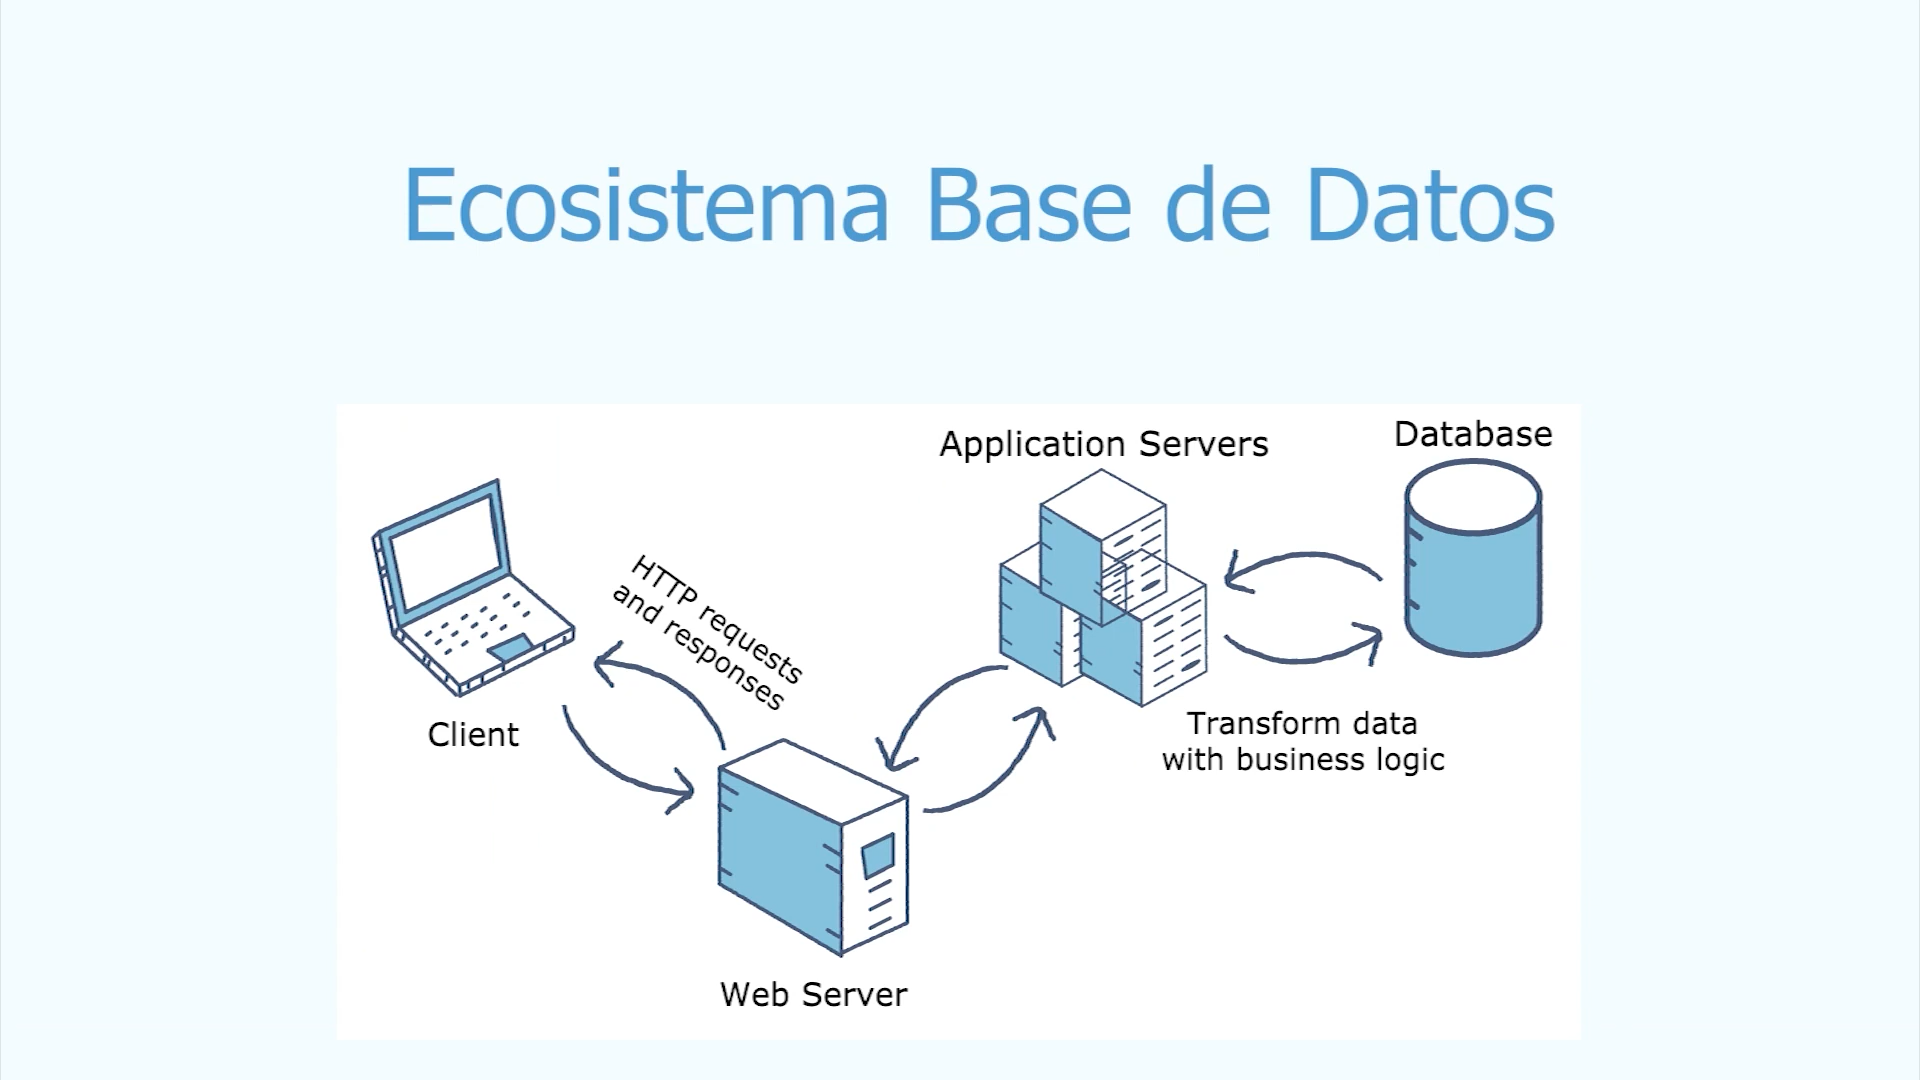 Ecosistema Base de Datos
Application Servers
Database
HTTP requests
and responses
Client
Transform data
with business logic
Web Server